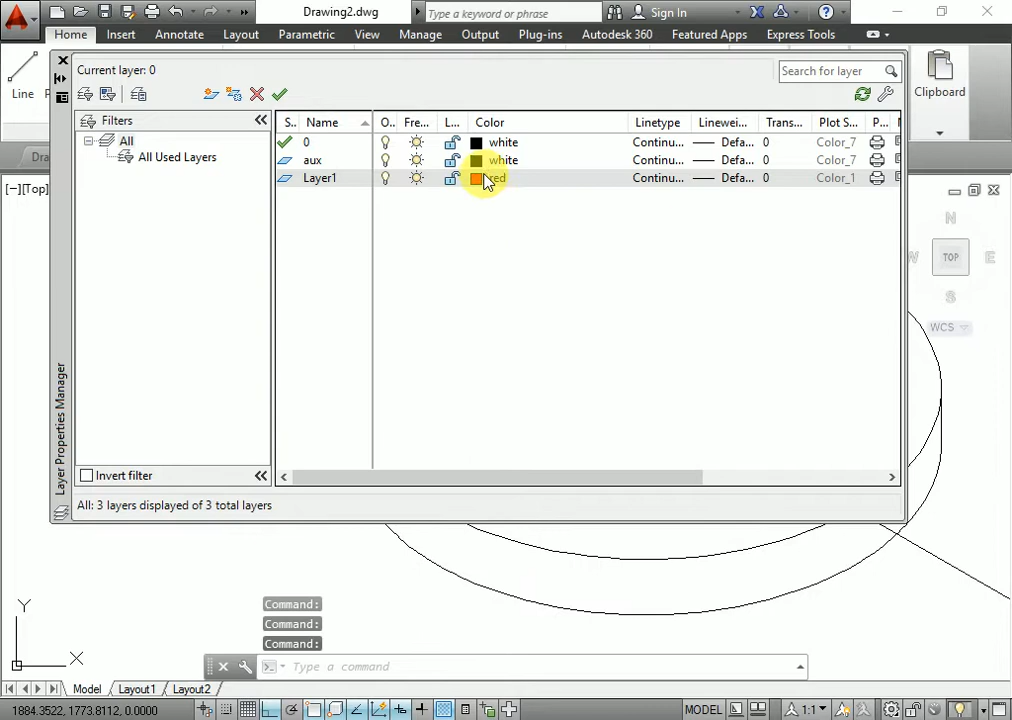 Drawing2.dwg
Type a keyword or phrase
Sign In
Home Insert Annotate Layout Parametric View Manage Output Plug-ins Autodesk 360 Featured Apps Express Tools
Line
Clipboard
Current layer: 0
Search for layer
Filters
All
All Used Layers
S.. Name O.. Fre... L... Color Linetype Linewei... Trans... Plot S... P...
0 white Continu... Defa... 0 Color_7
aux white Continu... Defa... 0 Color_7
Layer1 red Continu... Defa... 0 Color_1
Invert filter
Layer Properties Manager
All: 3 layers displayed of 3 total layers
[−][Top]
N
W TOP E
S
WCS
Y
X
Command:
Command:
Command:
Type a command
Model Layout1 Layout2
1884.3522, 1773.8112, 0.0000 MODEL 1:1